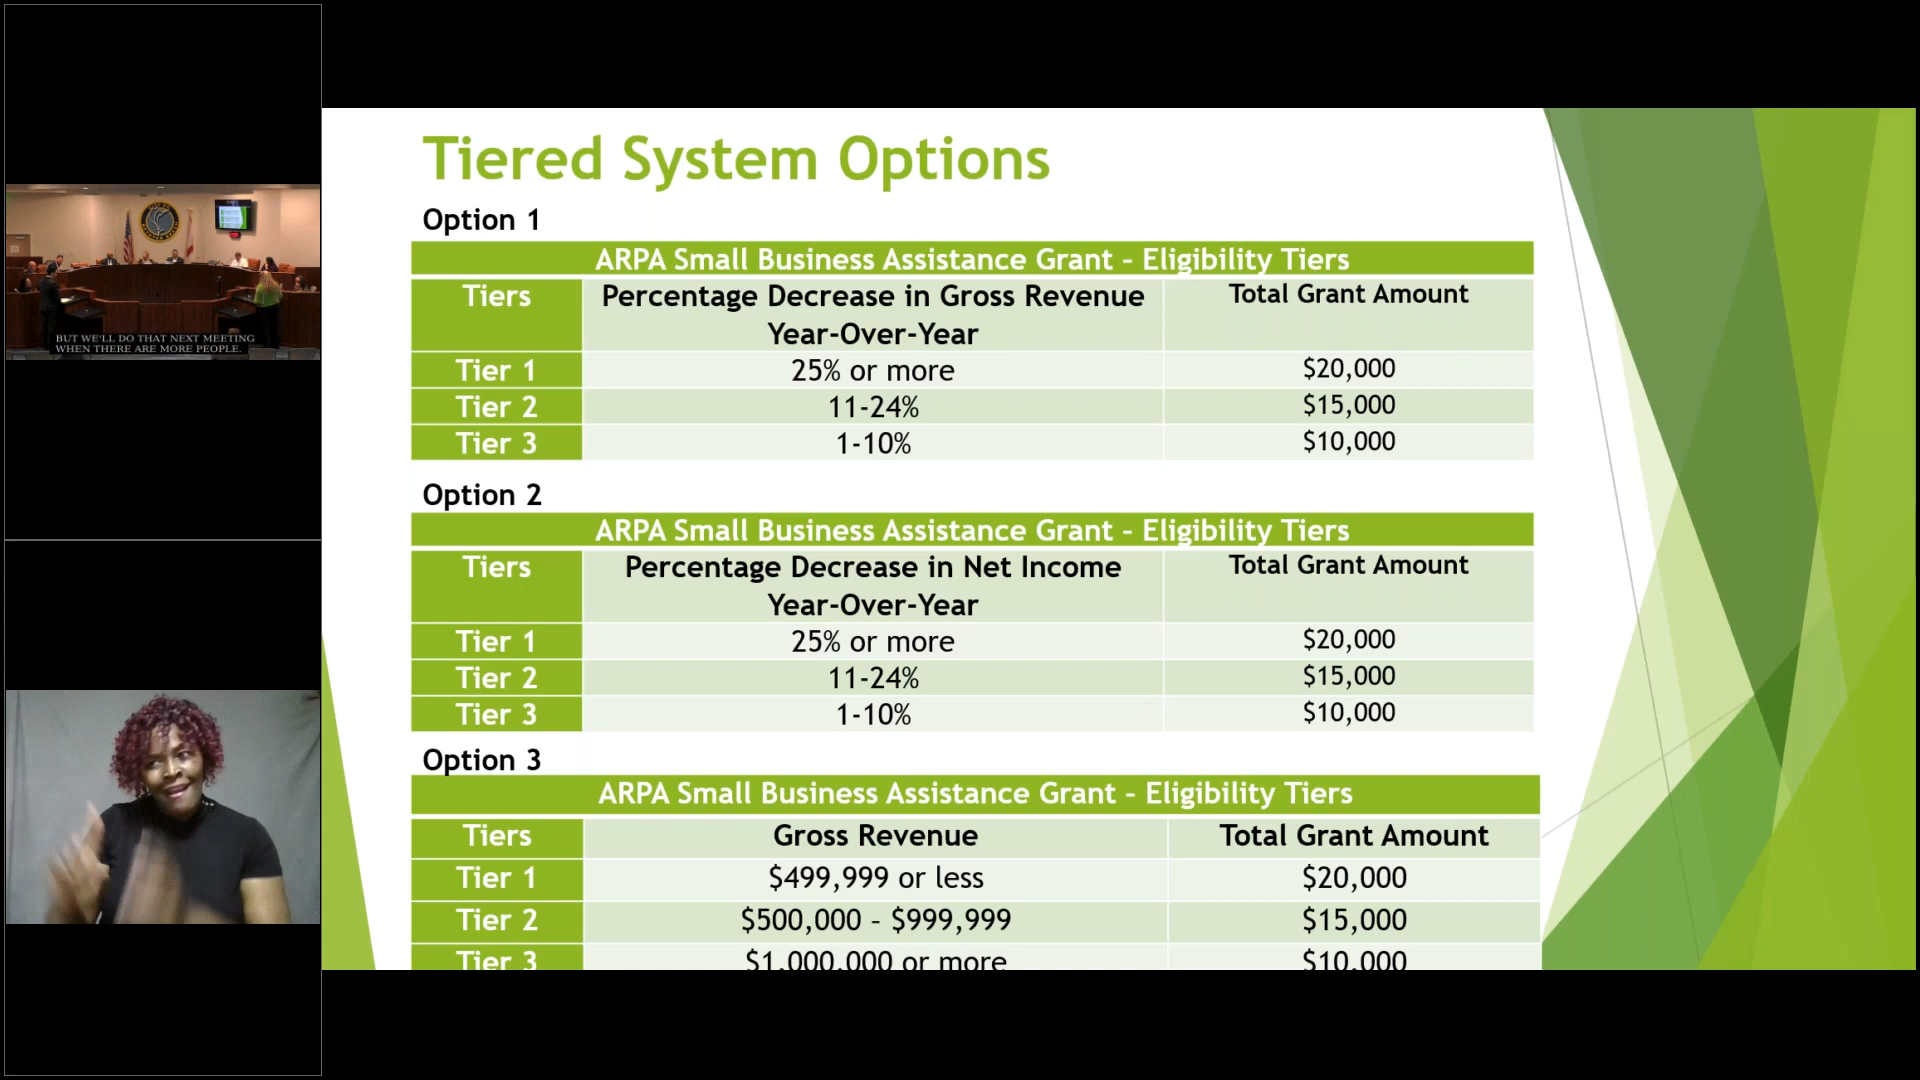 Tiered System Options
Option 1
ARPA Small Business Assistance Grant – Eligibility Tiers
Tiers Percentage Decrease in Gross Revenue Total Grant Amount
Year-Over-Year
Tier 1 25% or more $20,000
Tier 2 11-24% $15,000
Tier 3 1-10% $10,000
Option 2
ARPA Small Business Assistance Grant – Eligibility Tiers
Tiers Percentage Decrease in Net Income Total Grant Amount
Year-Over-Year
Tier 1 25% or more $20,000
Tier 2 11-24% $15,000
Tier 3 1-10% $10,000
Option 3
ARPA Small Business Assistance Grant – Eligibility Tiers
Tiers Gross Revenue Total Grant Amount
Tier 1 $499,999 or less $20,000
Tier 2 $500,000 – $999,999 $15,000
Tier 3 $1,000,000 or more $10,000
BUT WE'LL DO THAT NEXT MEETING
WHEN THERE ARE MORE PEOPLE.